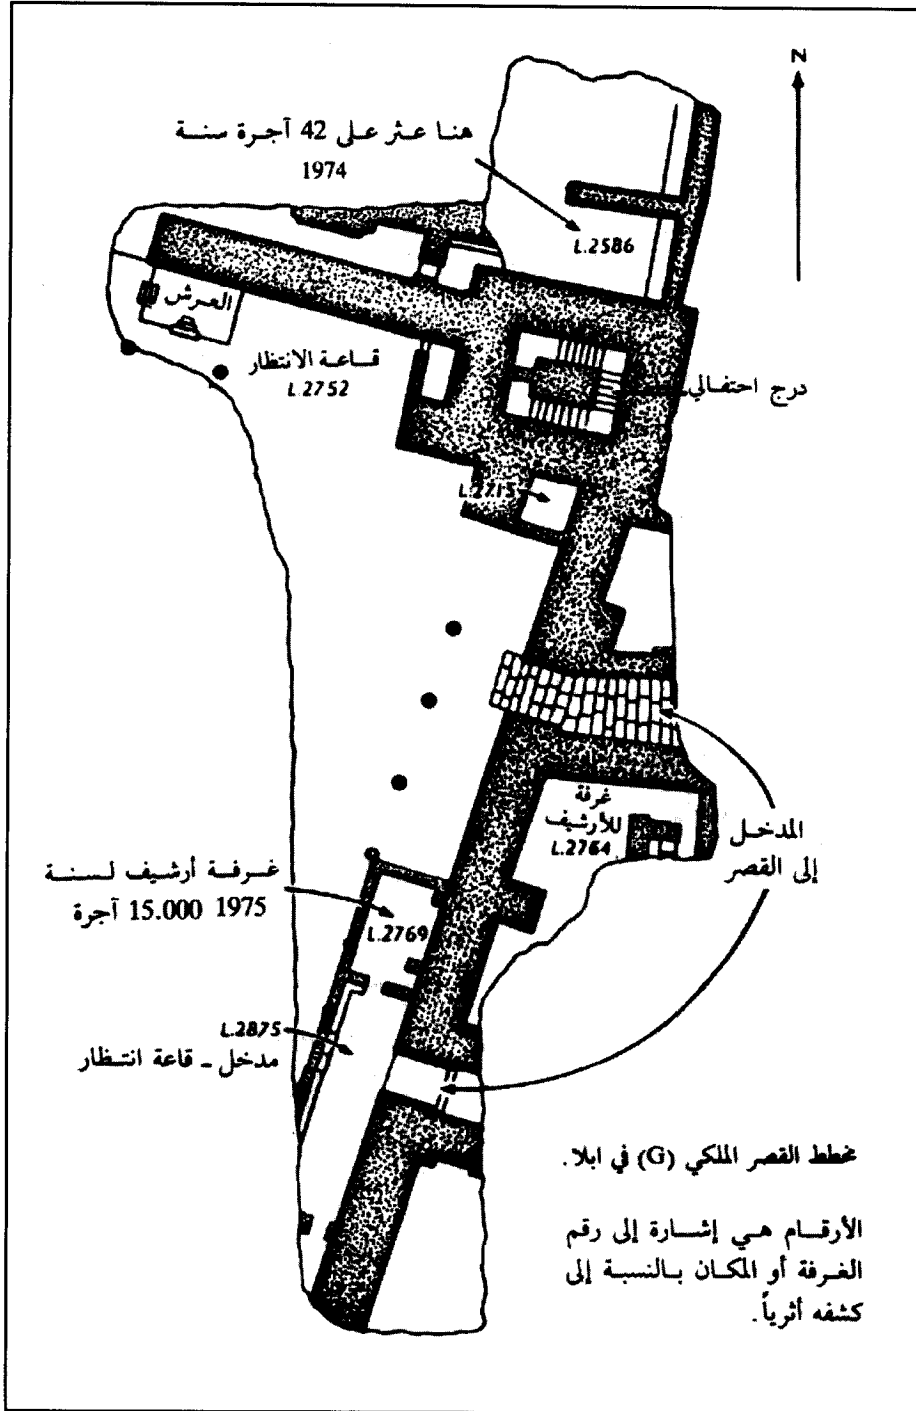 N
هنا عثر على 42 آجرة سنة
1974
L.2586
العرش
قاعة الانتظار
L.2752
درج احتفالي
L.2715
غرفة
للأرشيف
L.2764
المدخل
إلى القصر
غرفة أرشيف لسنة
1975 15.000 آجرة
L.2769
L.2875
مدخل - قاعة انتظار
مخطط القصر الملكي (G) في ابلا.
الأرقام هي إشارة إلى رقم
الغرفة أو المكان بالنسبة إلى
كشفه أثرياً.